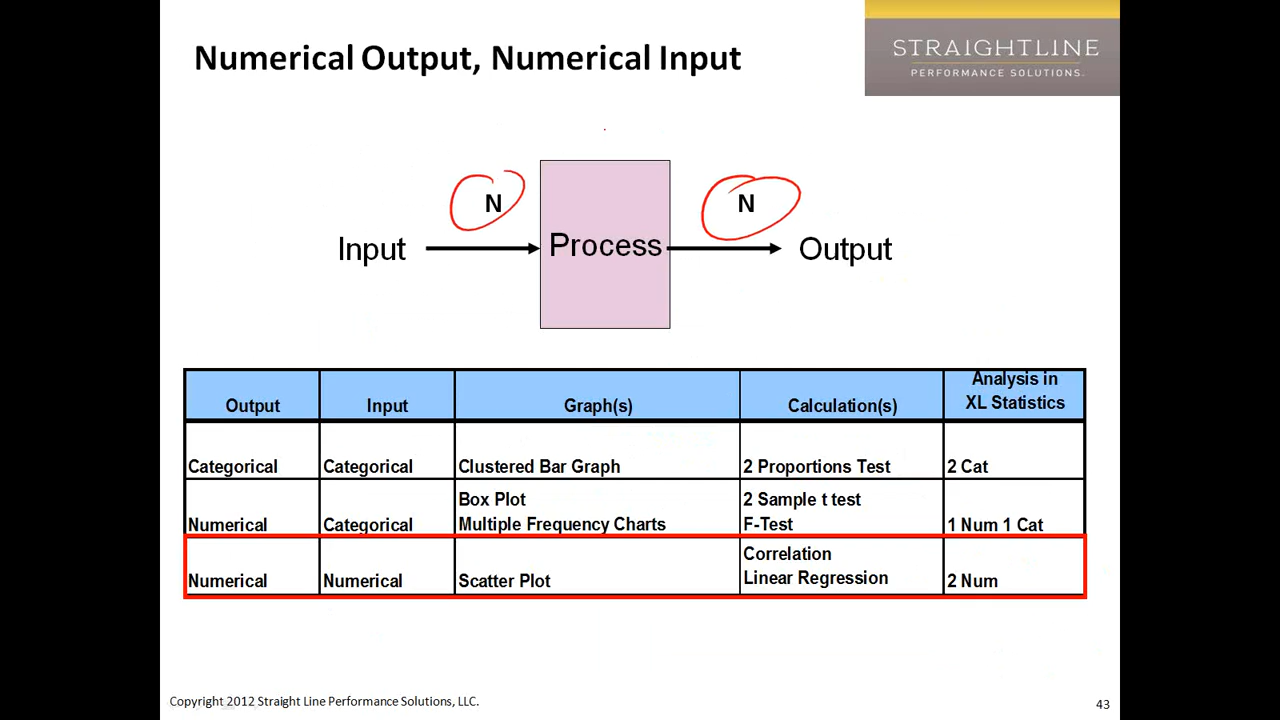 Numerical Output, Numerical Input
STRAIGHTLINE
PERFORMANCE SOLUTIONS.
N
N
Input
Process
Output
Output
Input
Graph(s)
Calculation(s)
Analysis in
XL Statistics
Categorical
Categorical
Clustered Bar Graph
2 Proportions Test
2 Cat
Numerical
Categorical
Box Plot
Multiple Frequency Charts
2 Sample t test
F-Test
1 Num 1 Cat
Numerical
Numerical
Scatter Plot
Correlation
Linear Regression
2 Num
Copyright 2012 Straight Line Performance Solutions, LLC.
43